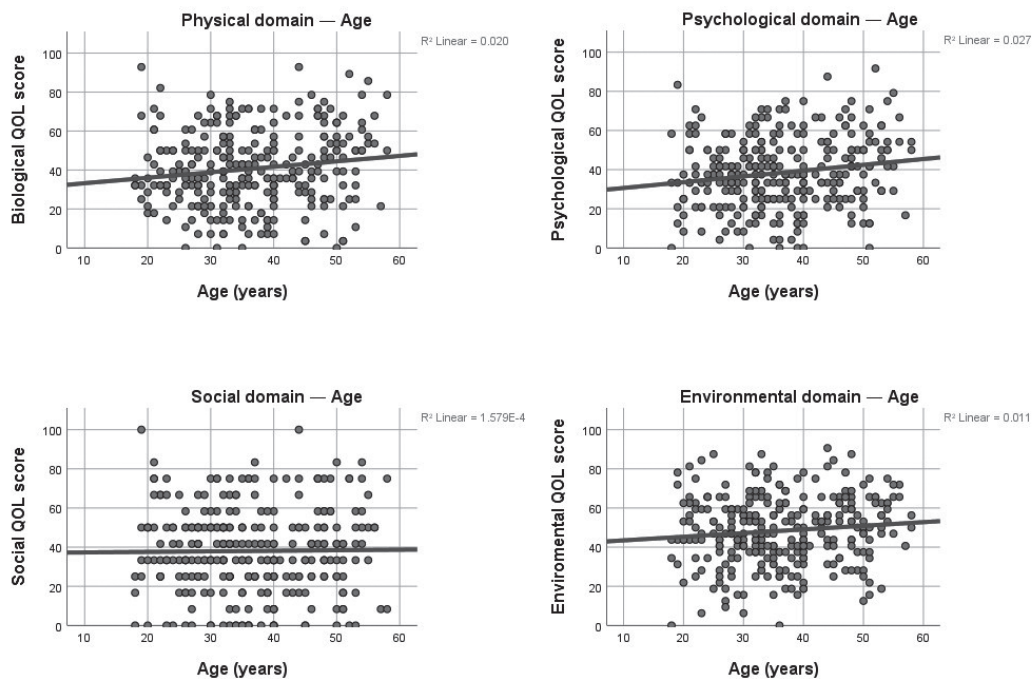 Physical domain — Age
R² Linear = 0.020
Biological QOL score
100
80
60
40
20
0
10 20 30 40 50 60
Age (years)
Psychological domain — Age
R² Linear = 0.027
Psychological QOL score
100
80
60
40
20
0
10 20 30 40 50 60
Age (years)
Social domain — Age
R² Linear = 1.579E-4
Social QOL score
100
80
60
40
20
0
10 20 30 40 50 60
Age (years)
Environmental domain — Age
R² Linear = 0.011
Enviromental QOL score
100
80
60
40
20
0
10 20 30 40 50 60
Age (years)